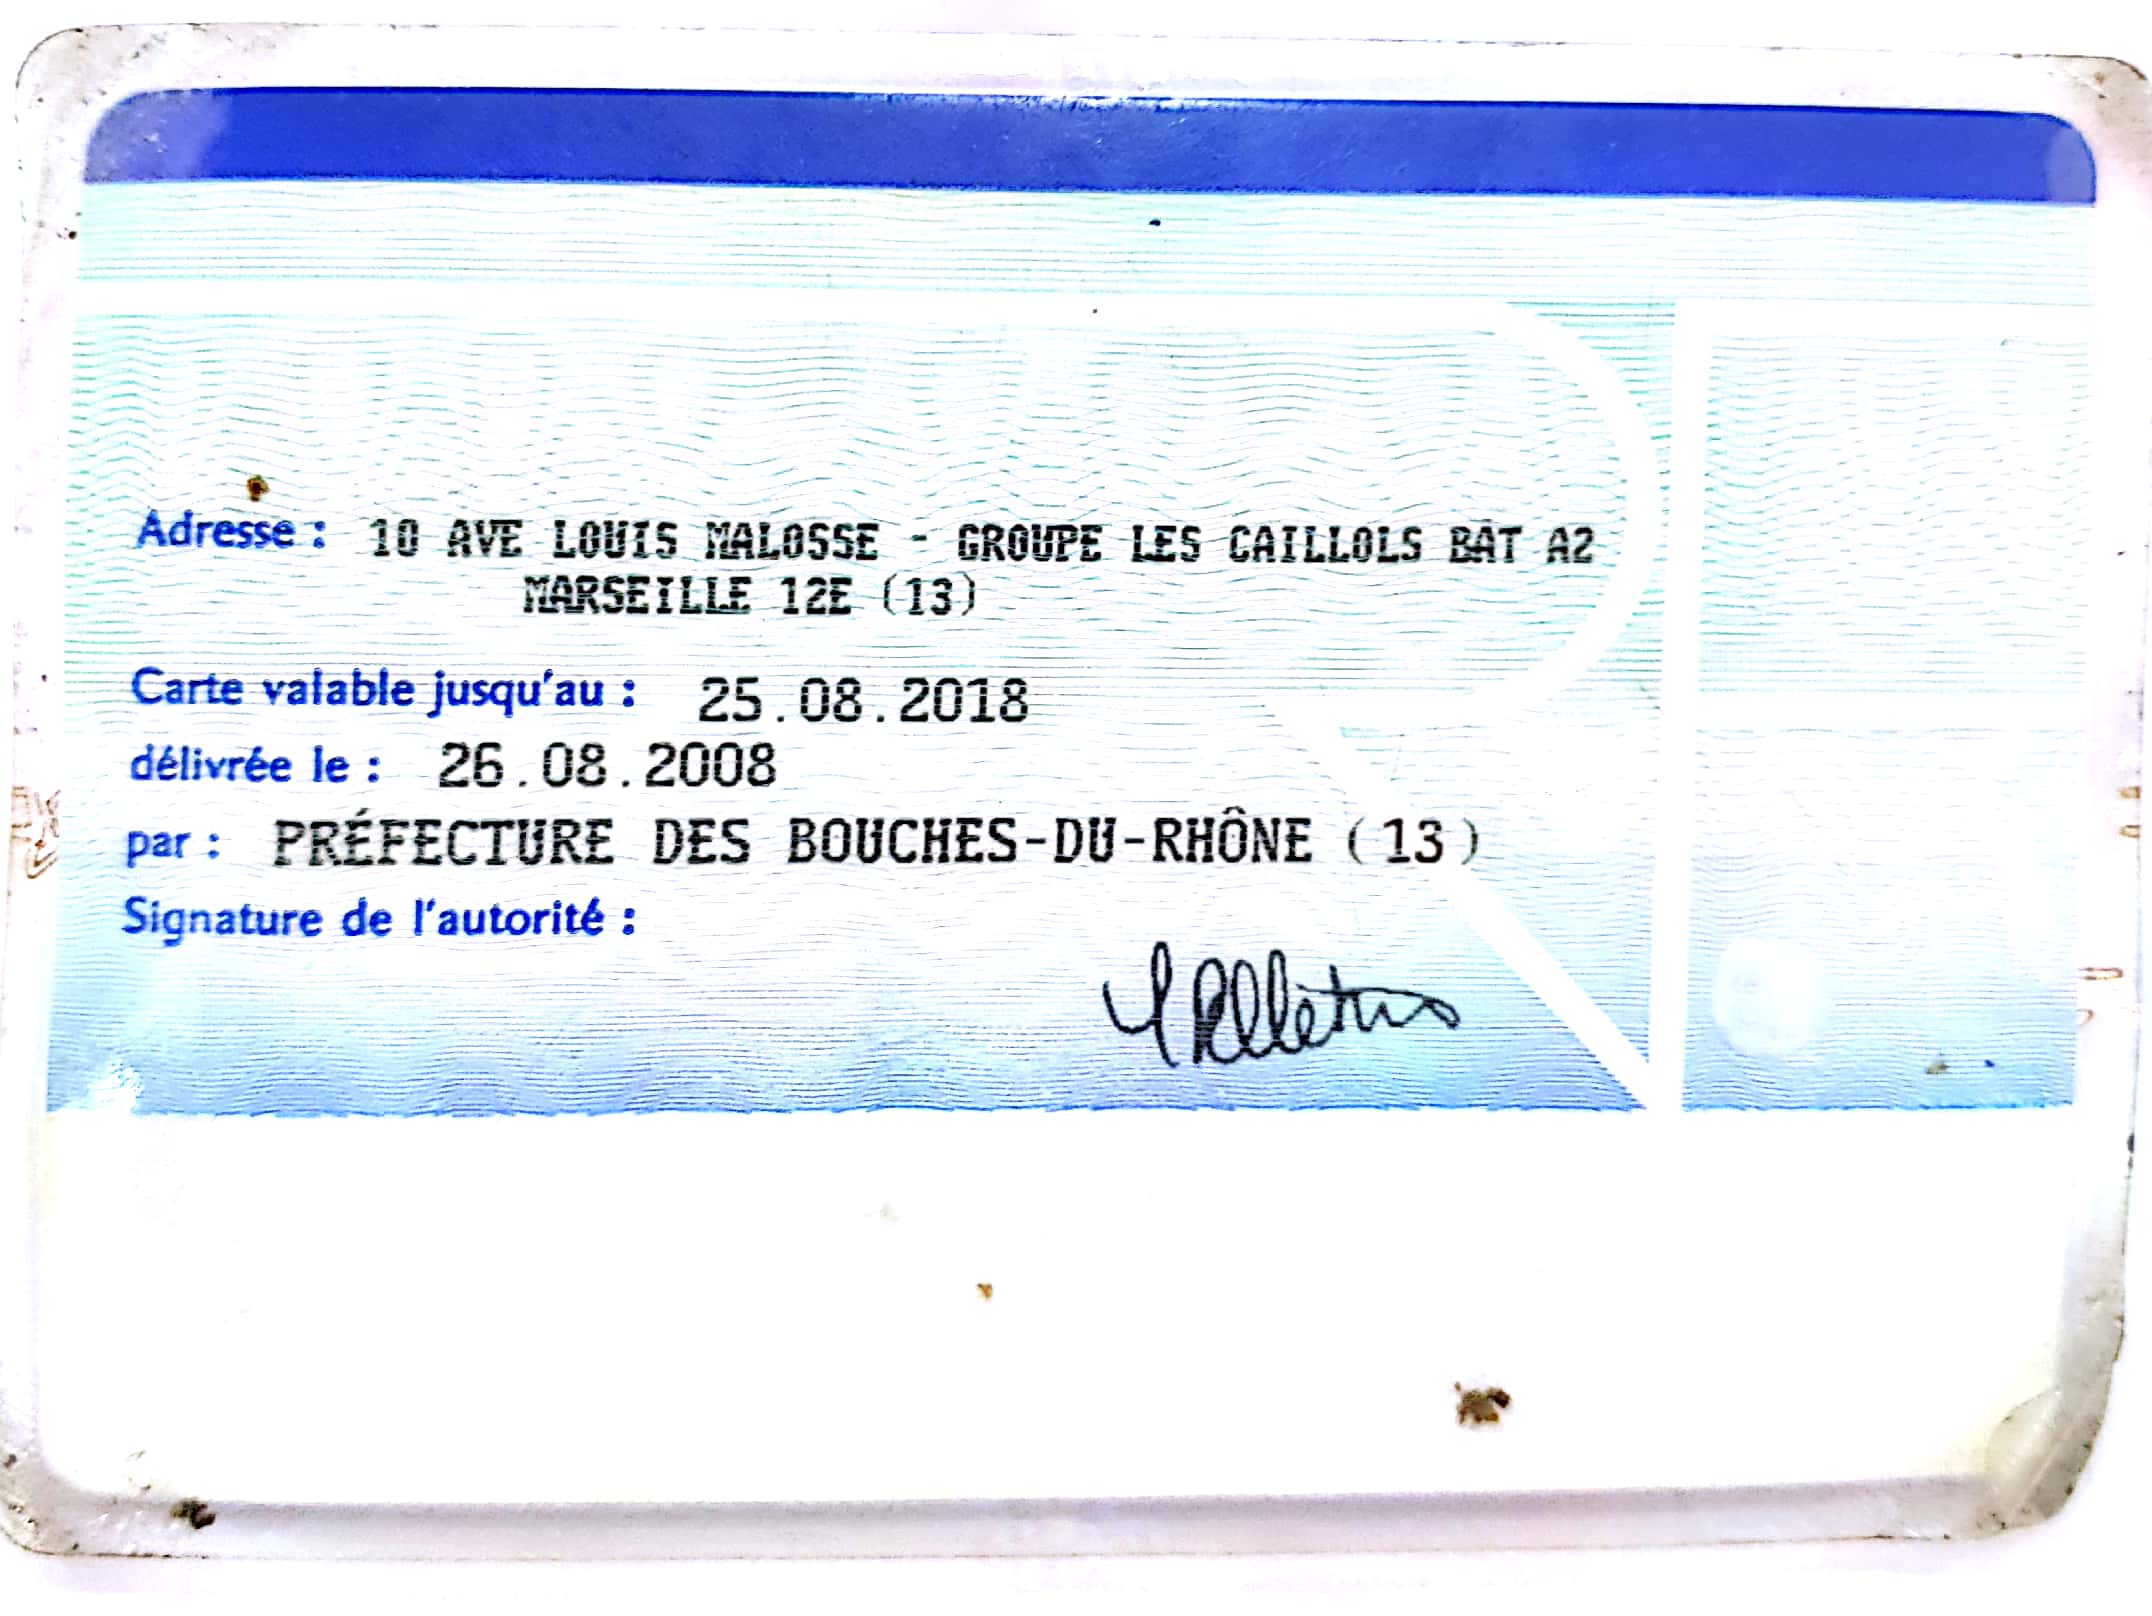 Adresse : 10 AVE LOUIS MALOSSE - GROUPE LES CAILLOLS BAT A2
MARSEILLE 12E (13)
Carte valable jusqu'au : 25.08.2018
délivrée le : 26.08.2008
par : PRÉFECTURE DES BOUCHES-DU-RHÔNE (13)
Signature de l'autorité :